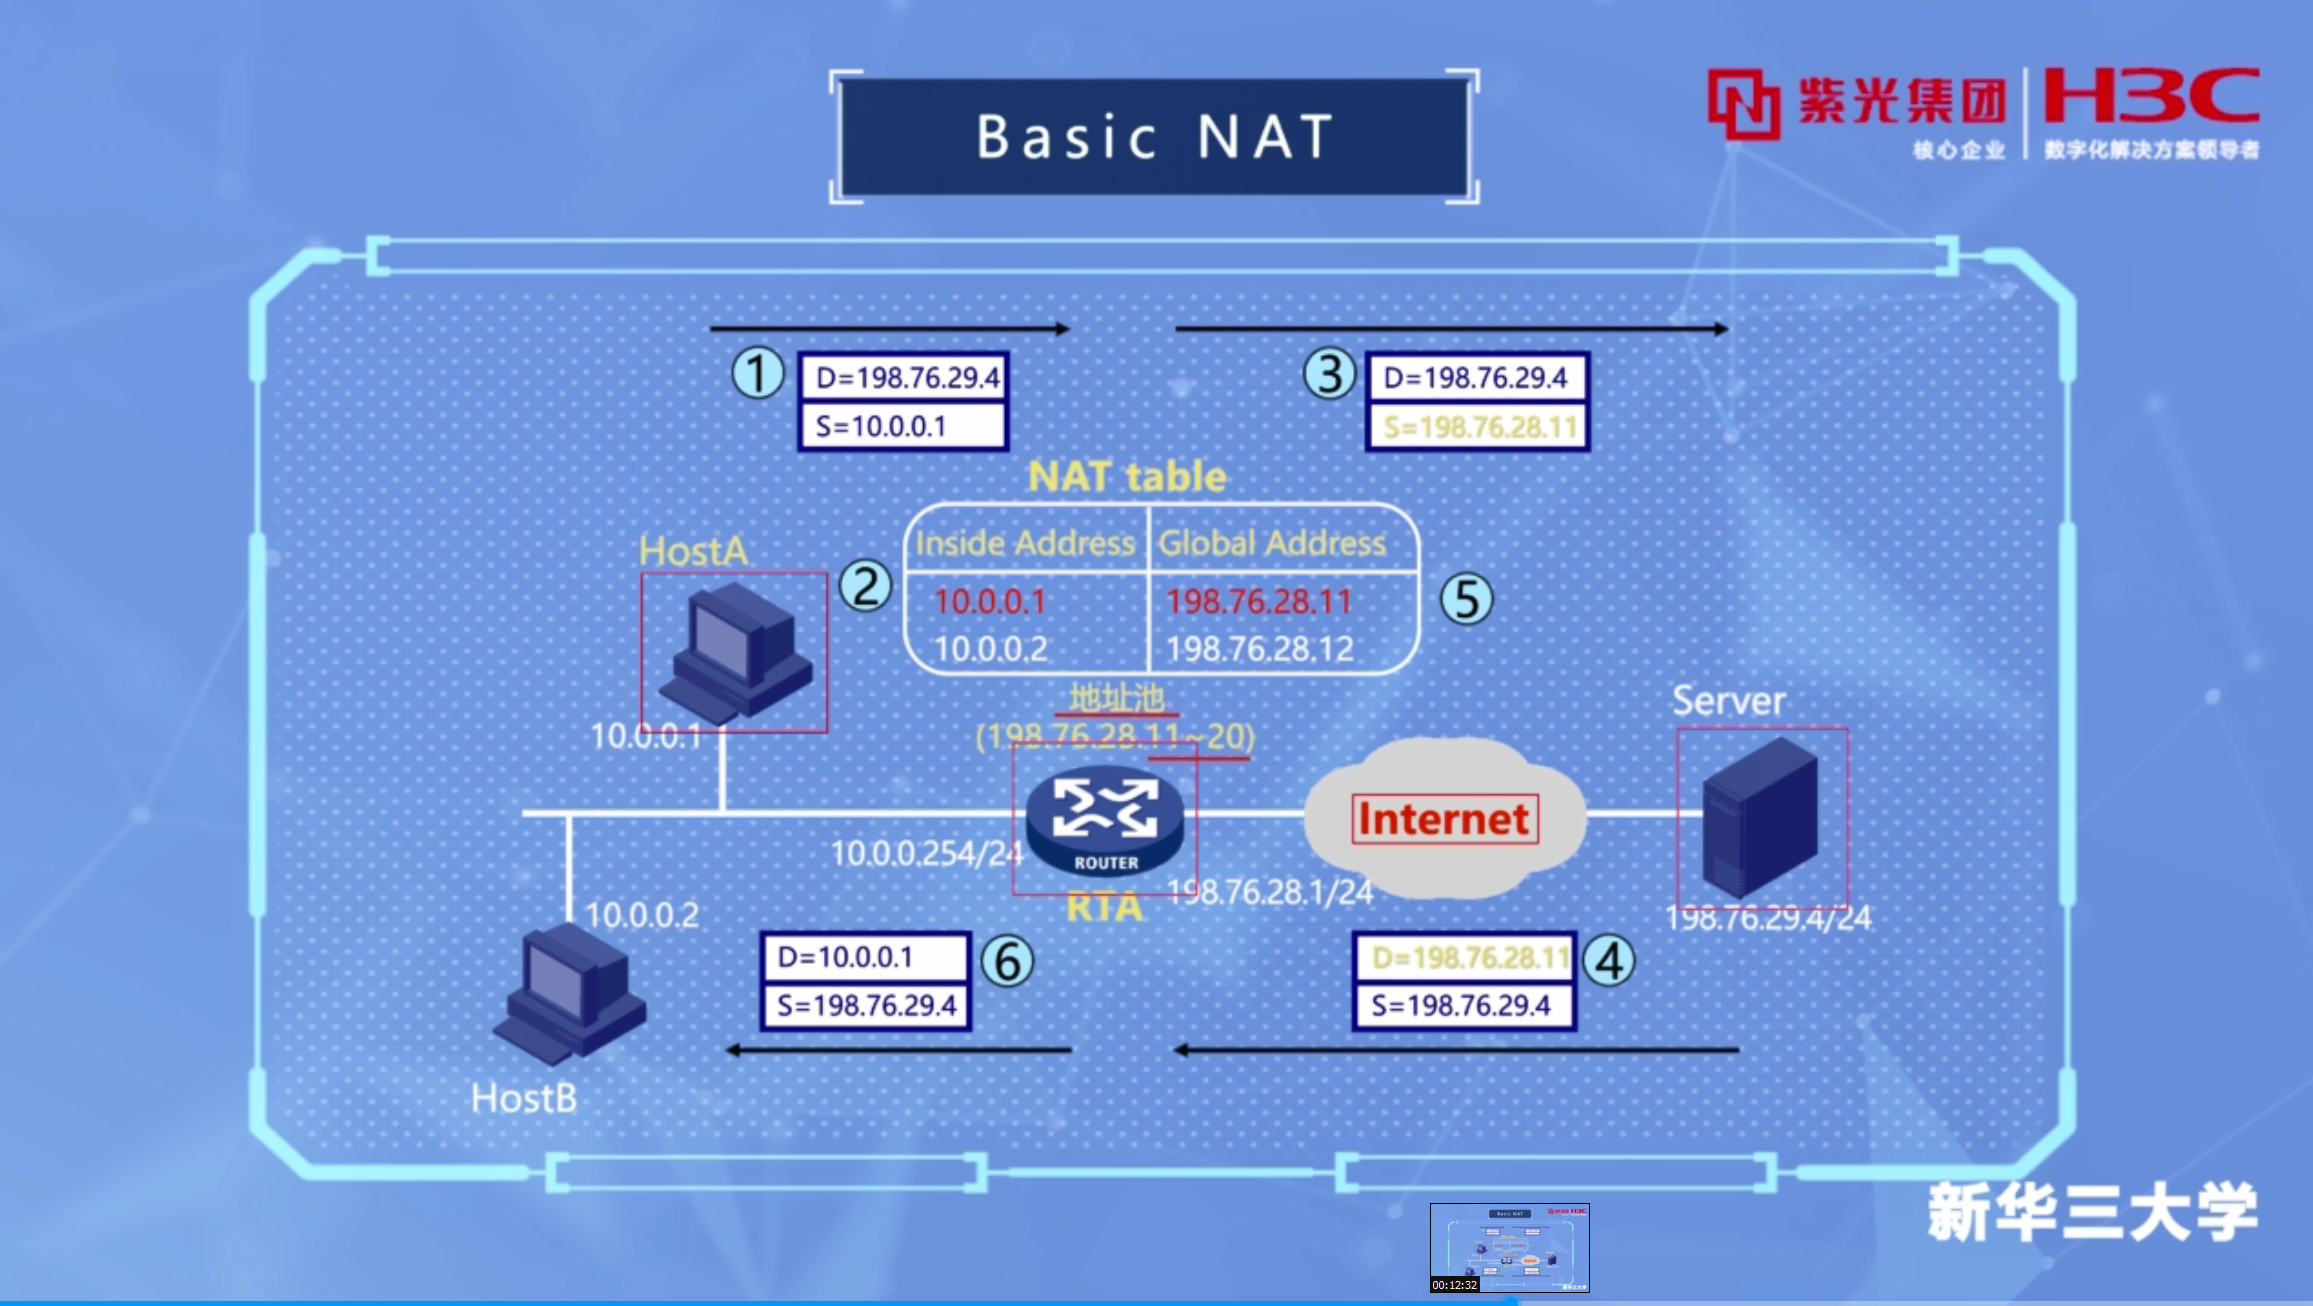 Basic NAT
紫光集团
核心企业
H3C
数字化解决方案领导者
① D=198.76.29.4
S=10.0.0.1
③ D=198.76.29.4
S=198.76.28.11
NAT table
Inside Address Global Address
10.0.0.1 198.76.28.11
10.0.0.2 198.76.28.12
②
⑤
HostA
10.0.0.1
地址池
(198.76.28.11~20)
Server
Internet
ROUTER
10.0.0.254/24
RTA
198.76.28.1/24
198.76.29.4/24
10.0.0.2
HostB
D=10.0.0.1 ⑥
S=198.76.29.4
D=198.76.28.11 ④
S=198.76.29.4
新华三大学
Basic NAT
00:12:32